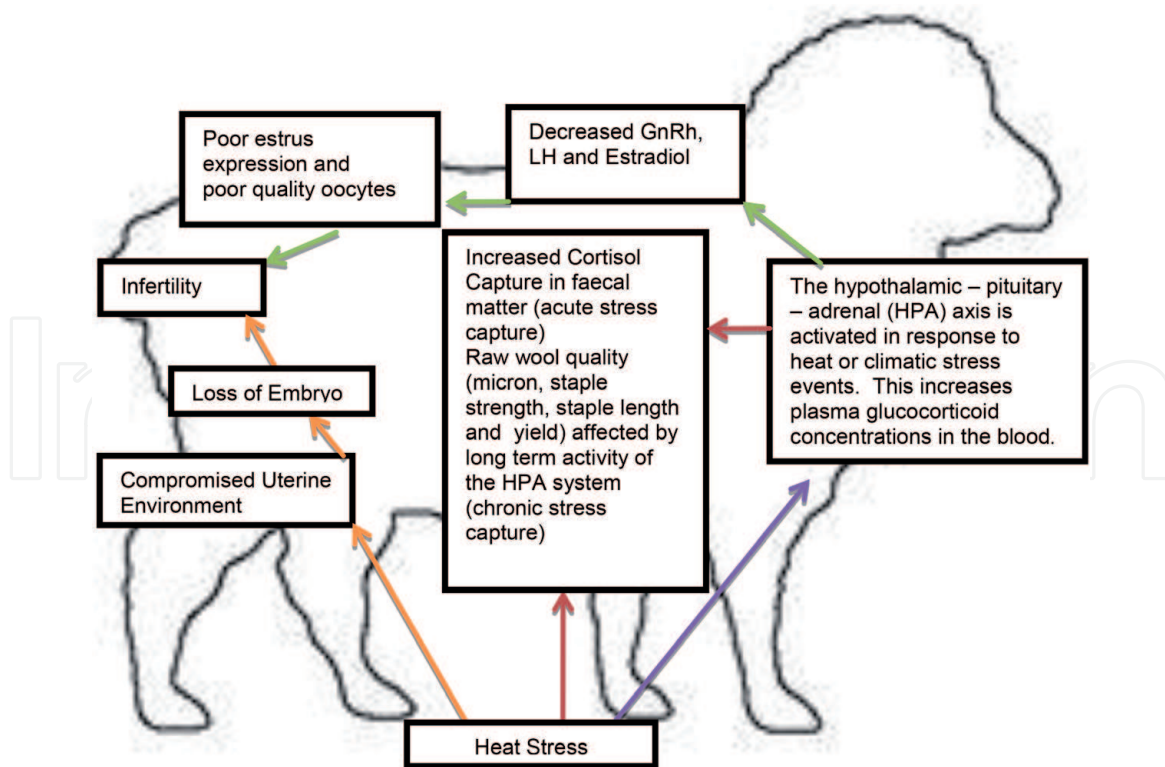 Poor estrus
expression and
poor quality oocytes
Decreased GnRh,
LH and Estradiol
Infertility
Increased Cortisol
Capture in faecal
matter (acute stress
capture)
Raw wool quality
(micron, staple
strength, staple length
and yield) affected by
long term activity of
the HPA system
(chronic stress
capture)
The hypothalamic – pituitary
– adrenal (HPA) axis is
activated in response to
heat or climatic stress
events. This increases
plasma glucocorticoid
concentrations in the blood.
Loss of Embryo
Compromised Uterine
Environment
Heat Stress